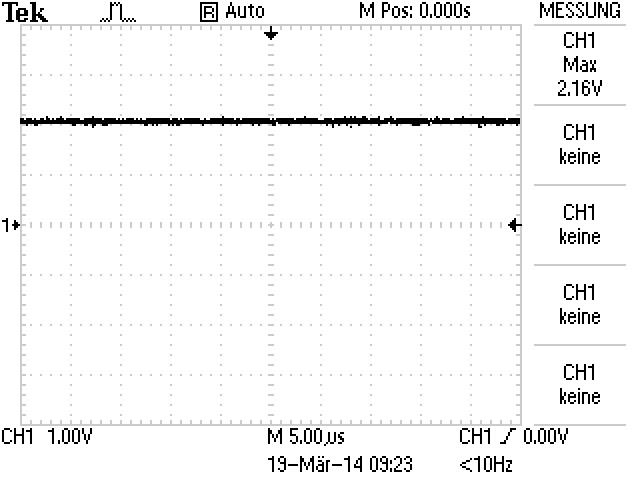 Tek R Auto M Pos: 0.000s MESSUNG
CH1
Max
2.16V
CH1
keine
1
CH1
keine
CH1
keine
CH1
keine
CH1 1.00V M 5.00µs CH1 0.00V
19-Mär-14 09:23 <10Hz